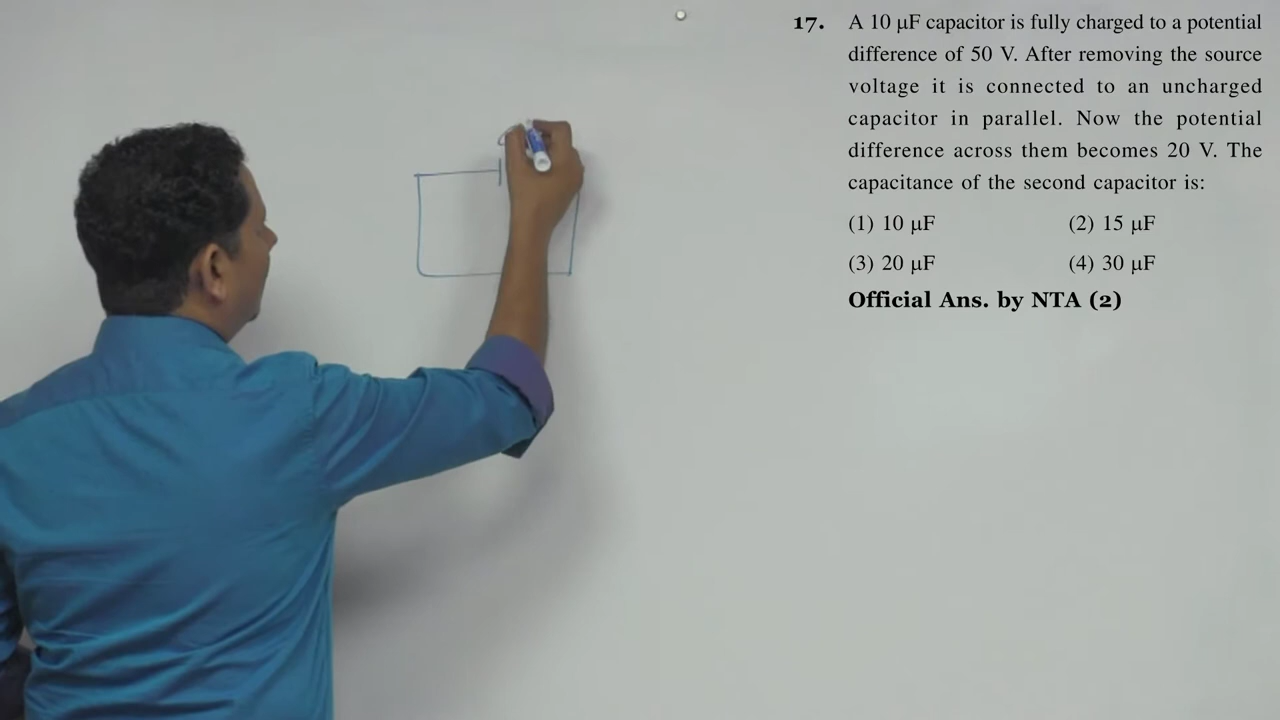 17. A 10 μF capacitor is fully charged to a potential
difference of 50 V. After removing the source
voltage it is connected to an uncharged
capacitor in parallel. Now the potential
difference across them becomes 20 V. The
capacitance of the second capacitor is:
(1) 10 μF (2) 15 μF
(3) 20 μF (4) 30 μF
Official Ans. by NTA (2)